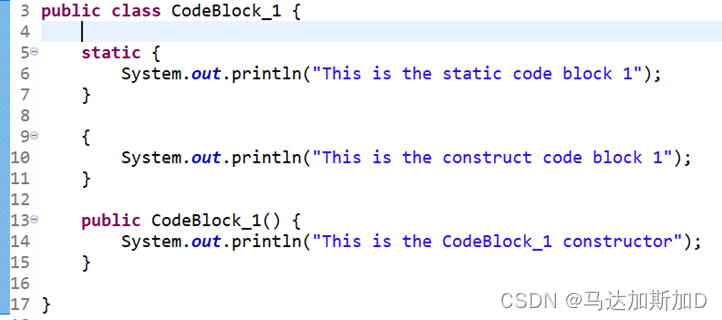 3 public class CodeBlock_1 {
4
5 static {
6 System.out.println("This is the static code block 1");
7 }
8
9 {
10 System.out.println("This is the construct code block 1");
11 }
12
13 public CodeBlock_1() {
14 System.out.println("This is the CodeBlock_1 constructor");
15 }
16
17 }
CSDN @马达加斯加D